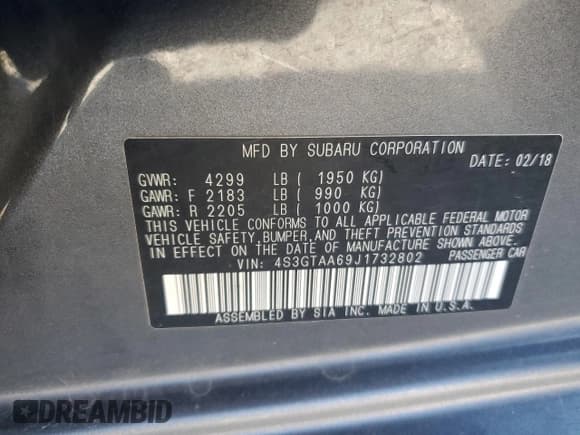 MFD BY SUBARU CORPORATION
DATE: 02/18
GVWR: 4299 LB ( 1950 KG)
GAWR: F 2183 LB ( 990 KG)
GAWR: R 2205 LB ( 1000 KG)
THIS VEHICLE CONFORMS TO ALL APPLICABLE FEDERAL MOTOR
VEHICLE SAFETY, BUMPER, AND THEFT PREVENTION STANDARDS
IN EFFECT ON THE DATE OF MANUFACTURE SHOWN ABOVE.
VIN: 4S3GTAA69J1732802 PASSENGER CAR
ASSEMBLED BY SIA INC. MADE IN U.S.A.
DREAMBID